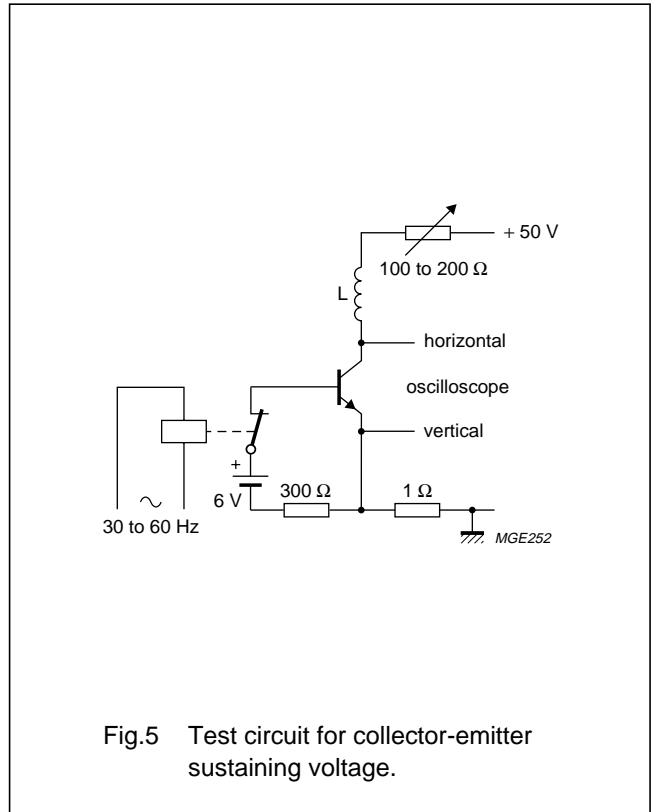 + 50 V
100 to 200 Ω
L
horizontal
oscilloscope
vertical
+
6 V
300 Ω
1 Ω
30 to 60 Hz
MGE252
Fig.5 Test circuit for collector-emitter
sustaining voltage.